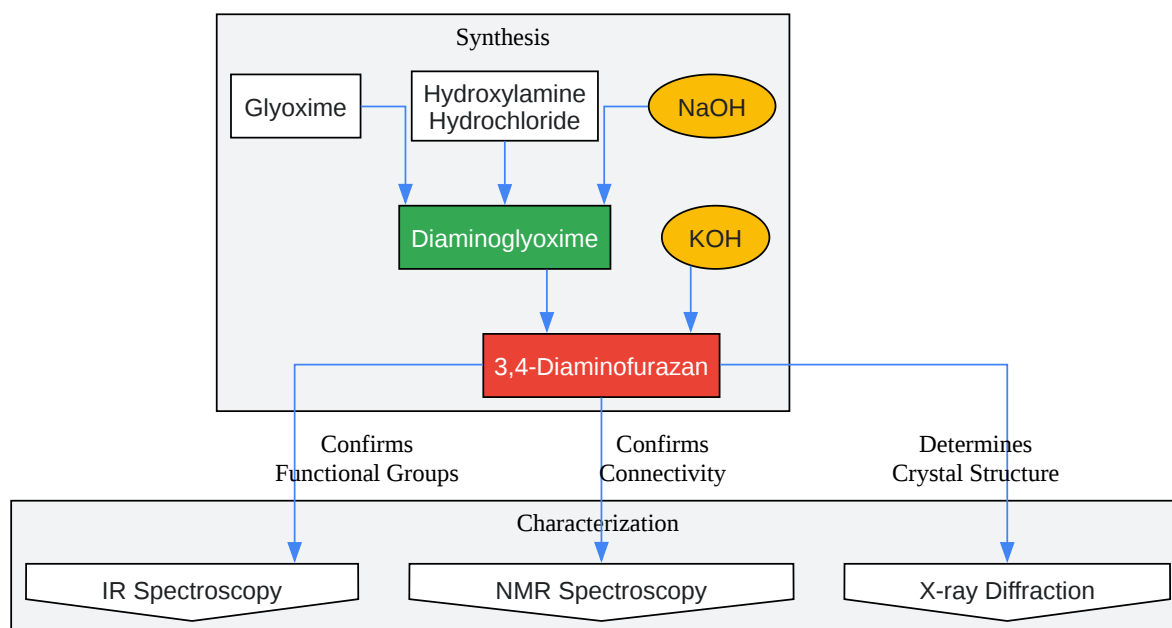 Synthesis
Glyoxime
Hydroxylamine
Hydrochloride
NaOH
Diaminoglyoxime
KOH
3,4-Diaminofurazan
Confirms
Functional Groups
Confirms
Connectivity
Determines
Crystal Structure
Characterization
IR Spectroscopy
NMR Spectroscopy
X-ray Diffraction